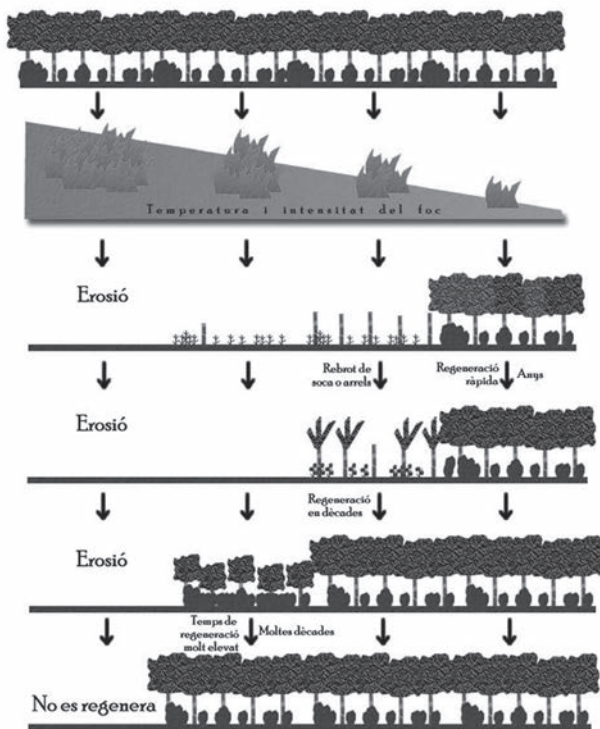 Temperatura i intensitat del foc
Erosió
Rebrot de
soca o arrels
Regeneració
ràpida
Anys
Erosió
Regeneració
en dècades
Erosió
Temps de
regeneració
molt elevat
Moltes dècades
No es regenera